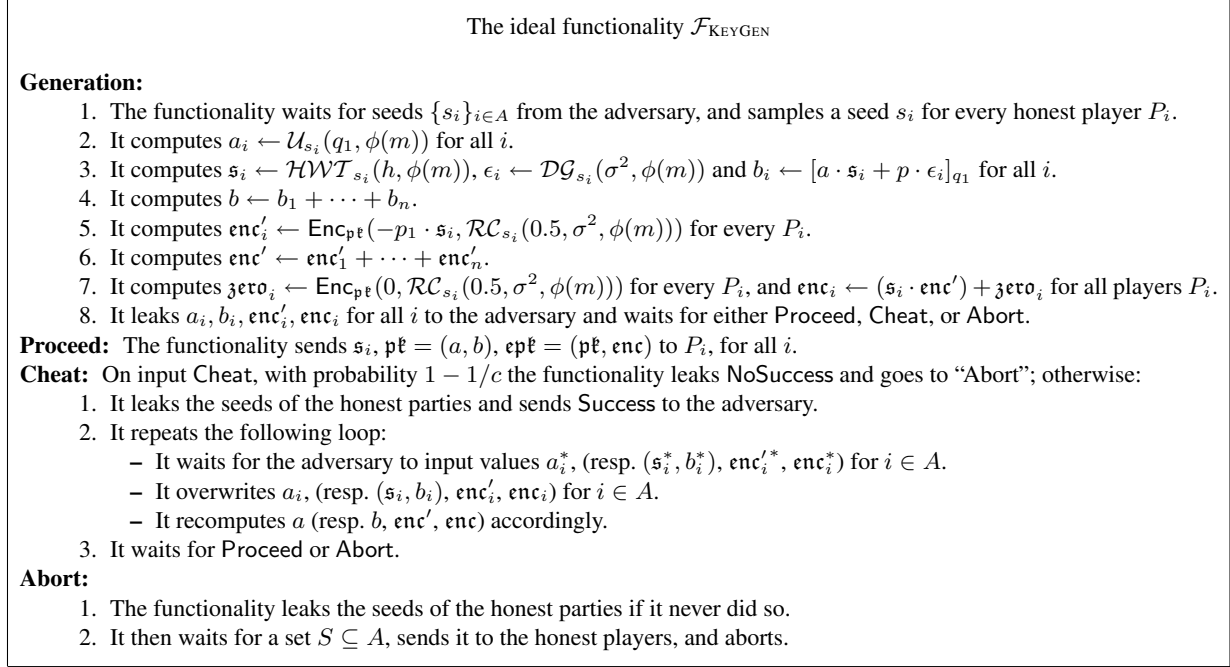 The ideal functionality $\mathcal{F}_{\text{KEYGEN}}$
Generation:
1. The functionality waits for seeds $\{s_i\}_{i \in A}$ from the adversary, and samples a seed $s_i$ for every honest player $P_i$.
2. It computes $a_i \leftarrow \mathcal{U}_{s_i}(q_1, \phi(m))$ for all $i$.
3. It computes $\mathfrak{s}_i \leftarrow \mathcal{HWT}_{s_i}(h, \phi(m))$, $\epsilon_i \leftarrow \mathcal{DG}_{s_i}(\sigma^2, \phi(m))$ and $b_i \leftarrow [a \cdot \mathfrak{s}_i + p \cdot \epsilon_i]_{q_1}$ for all $i$.
4. It computes $b \leftarrow b_1 + \cdots + b_n$.
5. It computes $\mathfrak{enc}'_i \leftarrow \mathsf{Enc}_{\mathfrak{pk}}(-p_1 \cdot \mathfrak{s}_i, \mathcal{RC}_{s_i}(0.5, \sigma^2, \phi(m)))$ for every $P_i$.
6. It computes $\mathfrak{enc}' \leftarrow \mathfrak{enc}'_1 + \cdots + \mathfrak{enc}'_n$.
7. It computes $\mathfrak{zero}_i \leftarrow \mathsf{Enc}_{\mathfrak{pk}}(0, \mathcal{RC}_{s_i}(0.5, \sigma^2, \phi(m)))$ for every $P_i$, and $\mathfrak{enc}_i \leftarrow (\mathfrak{s}_i \cdot \mathfrak{enc}') + \mathfrak{zero}_i$ for all players $P_i$.
8. It leaks $a_i, b_i, \mathfrak{enc}'_i, \mathfrak{enc}_i$ for all $i$ to the adversary and waits for either Proceed, Cheat, or Abort.
Proceed: The functionality sends $\mathfrak{s}_i$, $\mathfrak{pk} = (a, b)$, $\mathfrak{epk} = (\mathfrak{pk}, \mathfrak{enc})$ to $P_i$, for all $i$.
Cheat: On input Cheat, with probability $1 - 1/c$ the functionality leaks NoSuccess and goes to “Abort”; otherwise:
1. It leaks the seeds of the honest parties and sends Success to the adversary.
2. It repeats the following loop:
– It waits for the adversary to input values $a_i^*$, (resp. $(\mathfrak{s}_i^*, b_i^*)$, $\mathfrak{enc}_i'^*$, $\mathfrak{enc}_i^*$) for $i \in A$.
– It overwrites $a_i$, (resp. $(\mathfrak{s}_i, b_i)$, $\mathfrak{enc}'_i$, $\mathfrak{enc}_i$) for $i \in A$.
– It recomputes $a$ (resp. $b$, $\mathfrak{enc}'$, $\mathfrak{enc}$) accordingly.
3. It waits for Proceed or Abort.
Abort:
1. The functionality leaks the seeds of the honest parties if it never did so.
2. It then waits for a set $S \subseteq A$, sends it to the honest players, and aborts.